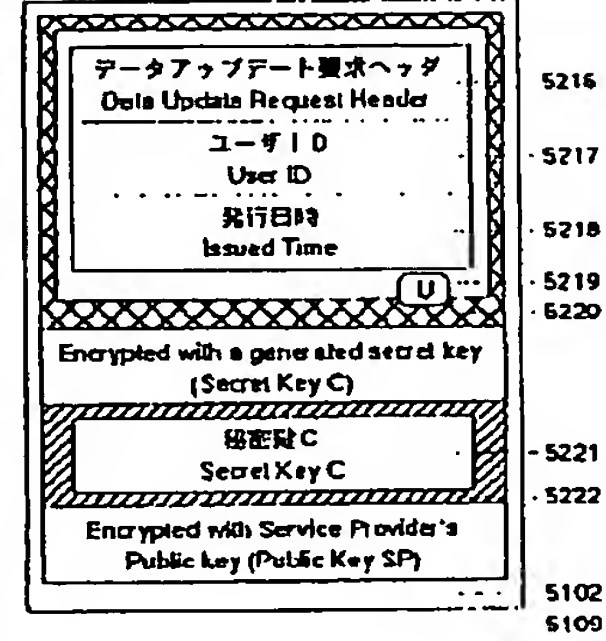 データアップデート要求ヘッダ
Data Update Request Header
5216
ユーザID
User ID
5217
発行日時
Issued Time
5218
U
5219
5220
Encrypted with a generated secret key
(Secret Key C)
秘密鍵C
Secret Key C
5221
5222
Encrypted with Service Provider's
Public key (Public Key SP)
5102
5109